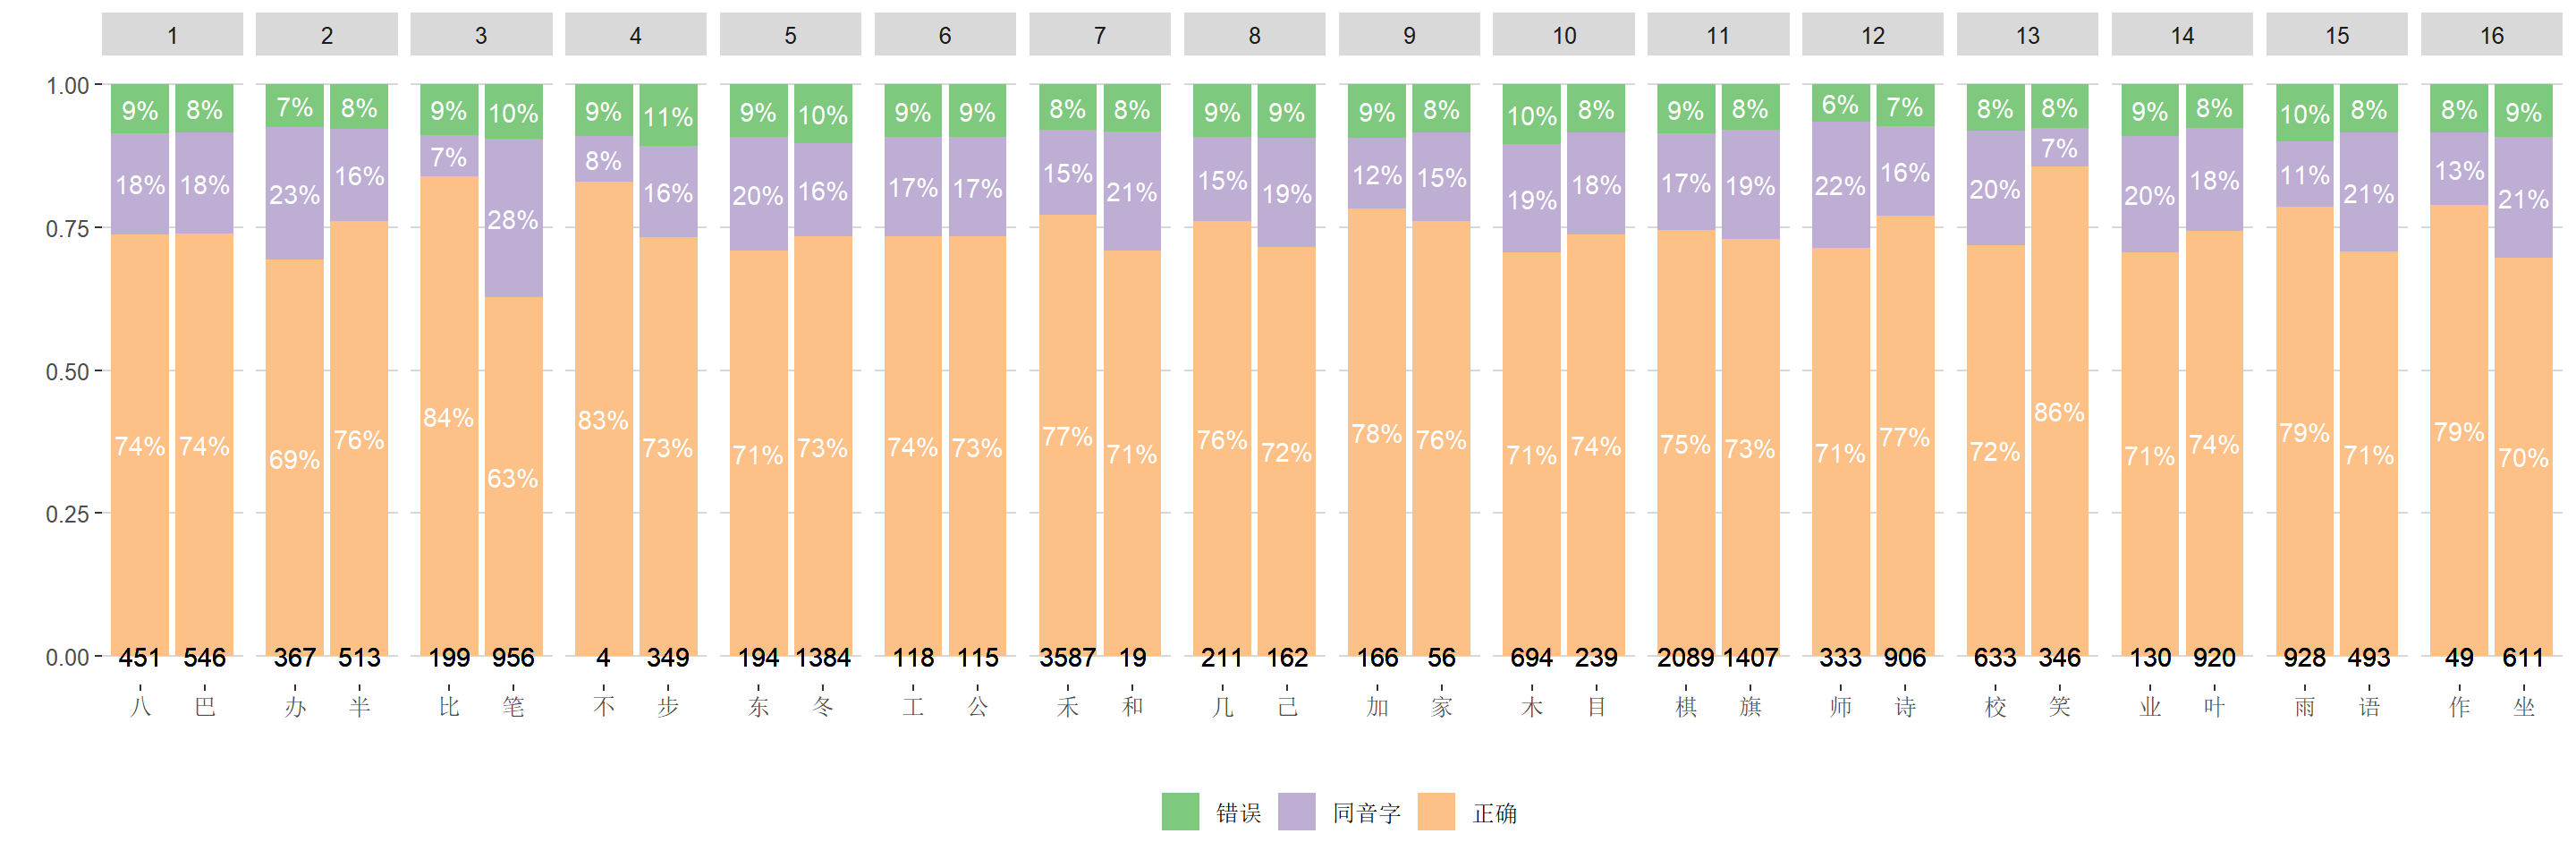 1 2 3 4 5 6 7 8 9 10 11 12 13 14 15 16
1.00
9% 8% 7% 8% 9% 10% 9% 11% 9% 10% 9% 9% 8% 8% 9% 9% 9% 8% 10% 8% 9% 8% 6% 7% 8% 8% 9% 8% 10% 8% 8% 9%
18% 18% 23% 16% 7% 28% 8% 16% 20% 16% 17% 17% 15% 21% 15% 19% 12% 15% 19% 18% 17% 19% 22% 16% 20% 7% 20% 18% 11% 21% 13% 21%
0.75
0.50
74% 74% 69% 76% 84% 63% 83% 73% 71% 73% 74% 73% 77% 71% 76% 72% 78% 76% 71% 74% 75% 73% 71% 77% 72% 86% 71% 74% 79% 71% 79% 70%
0.25
0.00
451 546 367 513 199 956 4 349 194 1384 118 115 3587 19 211 162 166 56 694 239 2089 1407 333 906 633 346 130 920 928 493 49 611
八 巴 办 半 比 笔 不 步 东 冬 工 公 禾 和 几 己 加 家 木 目 棋 旗 师 诗 校 笑 业 叶 雨 语 作 坐
错误 同音字 正确